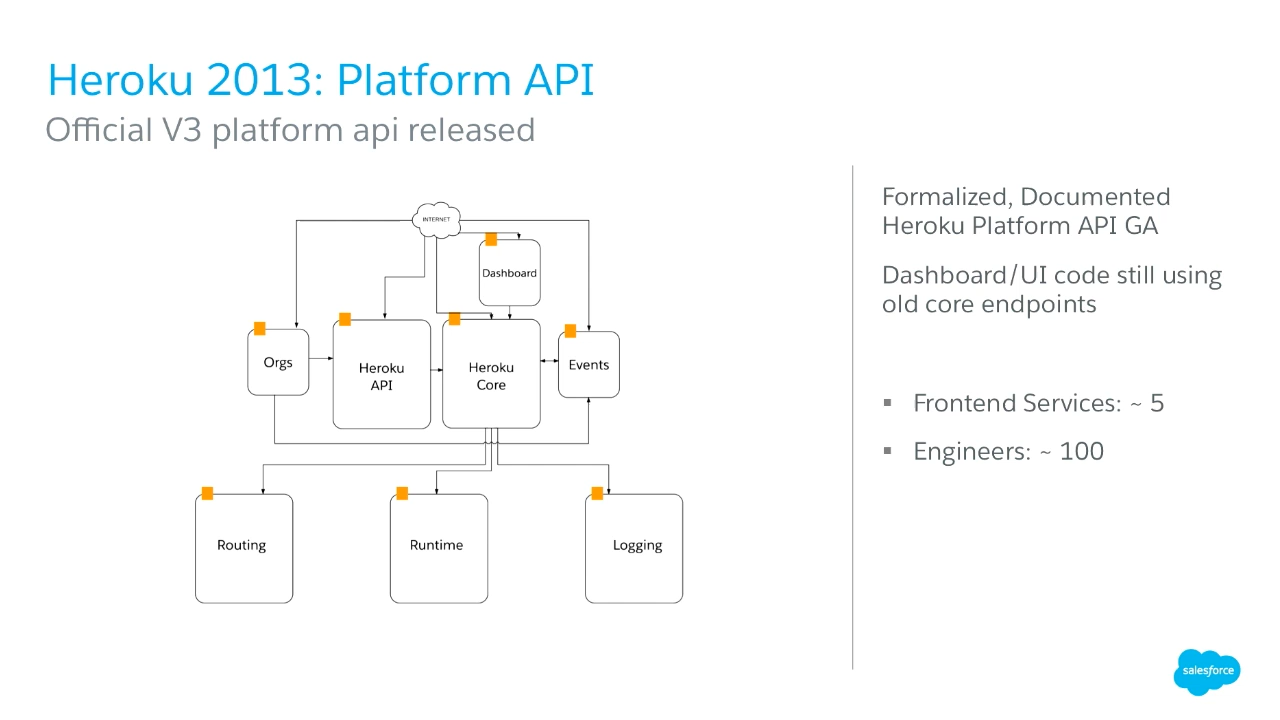 Heroku 2013: Platform API
Official V3 platform api released
INTERNET
Dashboard
Orgs
Heroku
API
Heroku
Core
Events
Routing
Runtime
Logging
Formalized, Documented
Heroku Platform API GA
Dashboard/UI code still using
old core endpoints
▪ Frontend Services: ~ 5
▪ Engineers: ~ 100
salesforce